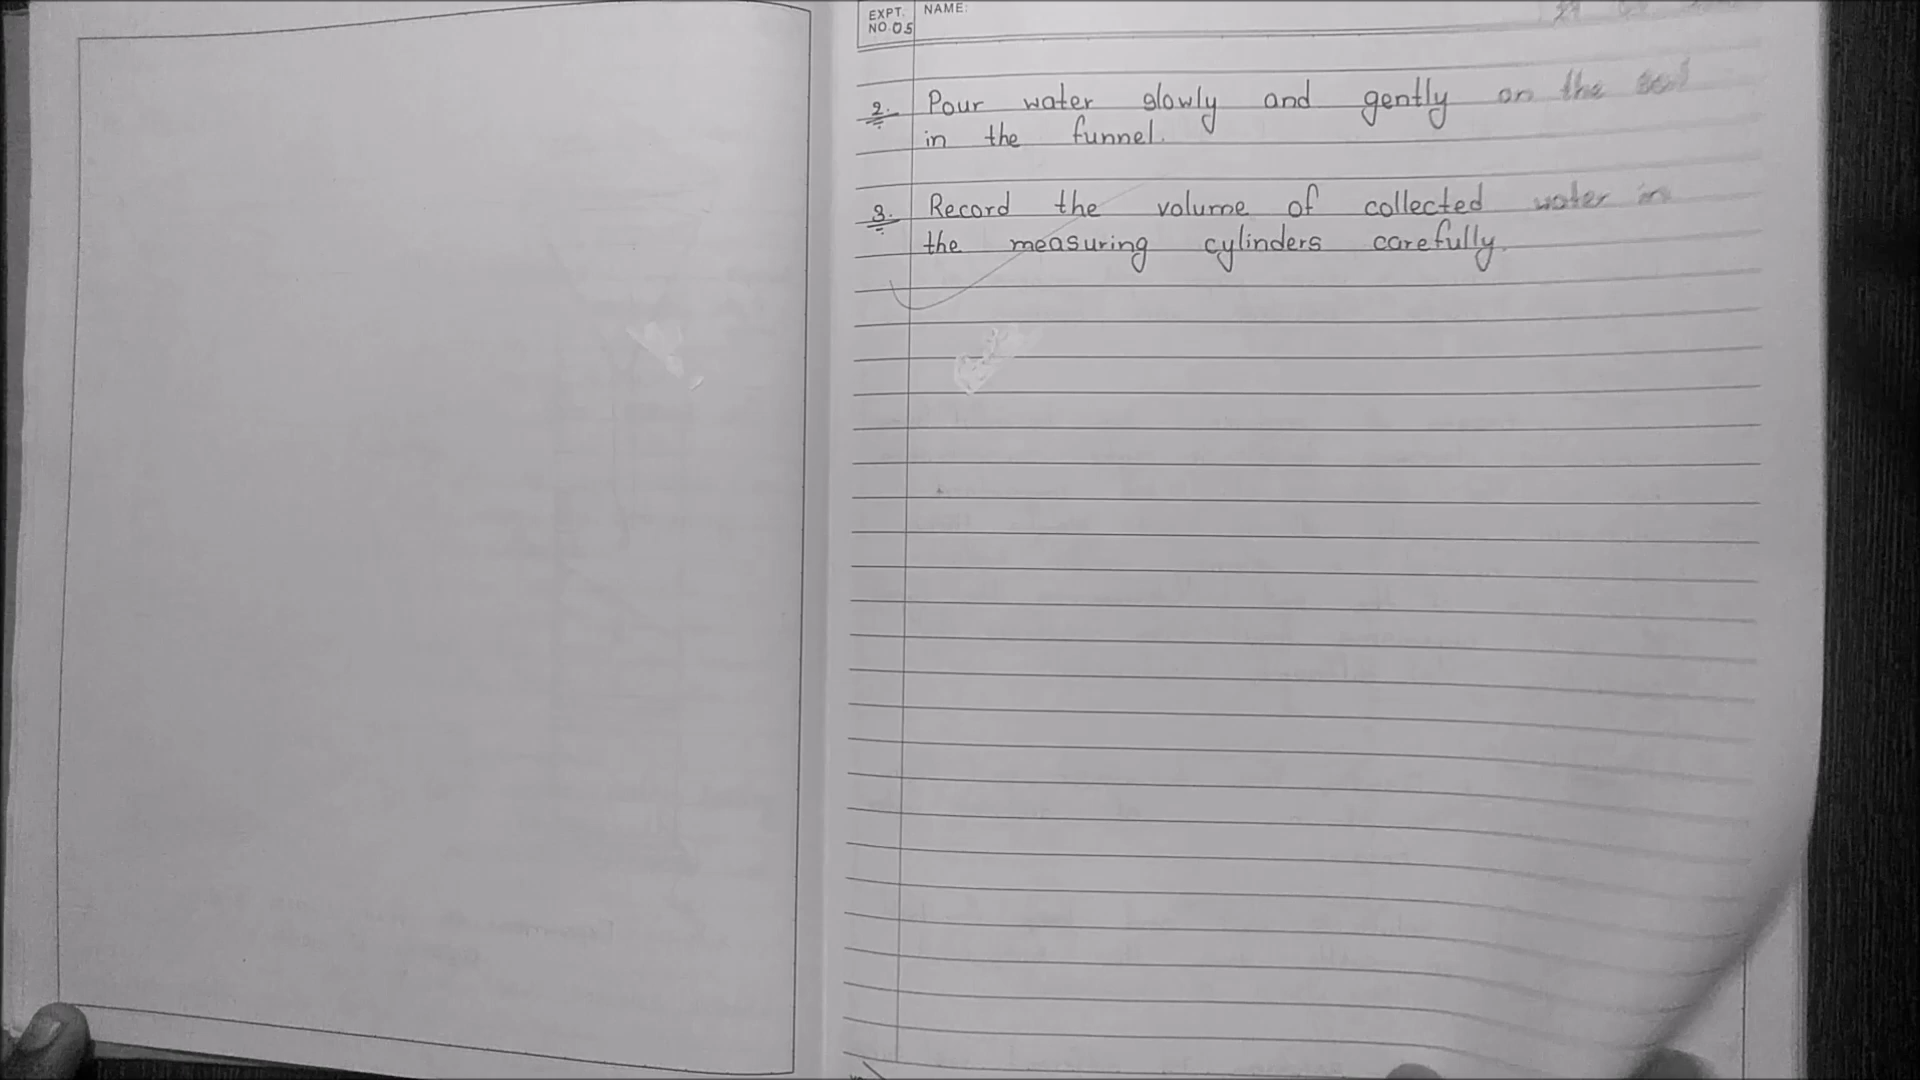 EXPT. NO. 05
NAME:
2. Pour water slowly and gently on the soil
in the funnel.
3. Record the volume of collected water in
the measuring cylinders carefully.